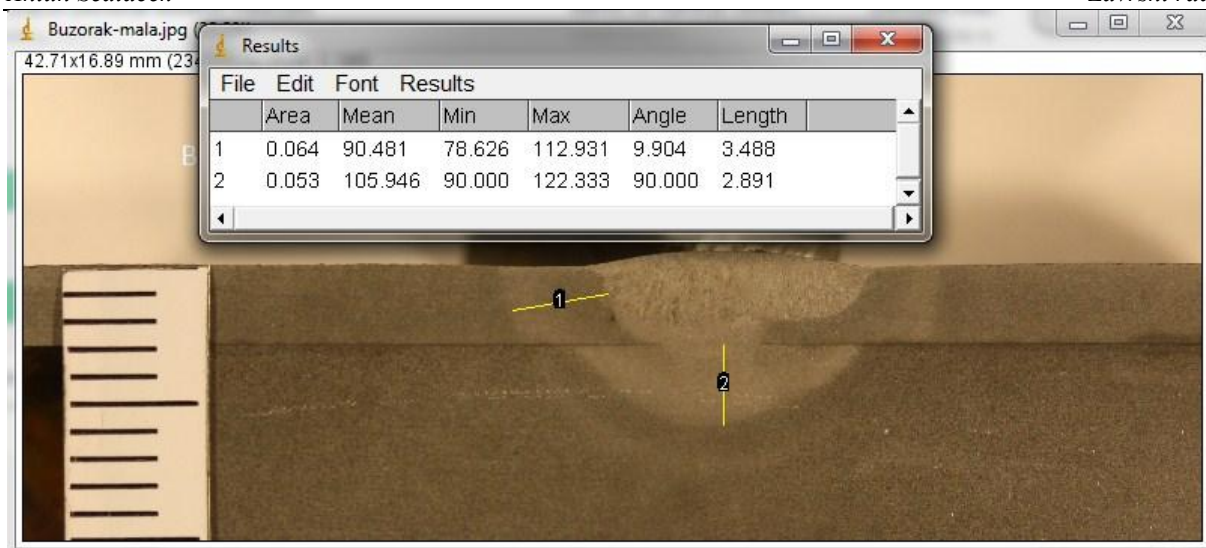 Buzorak-mala.jpg
Results
42.71x16.89 mm
File Edit Font Results
Area Mean Min Max Angle Length
1 0.064 90.481 78.626 112.931 9.904 3.488
2 0.053 105.946 90.000 122.333 90.000 2.891
B
1
2